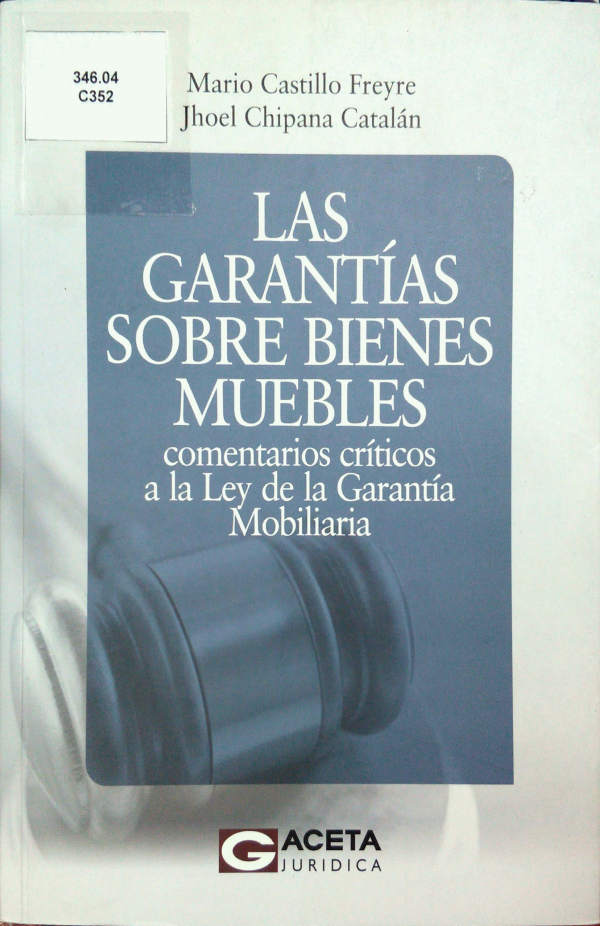 346.04
C352
Mario Castillo Freyre
Jhoel Chipana Catalán
LAS
GARANTÍAS
SOBRE BIENES
MUEBLES
comentarios críticos
a la Ley de la Garantía
Mobiliaria
GACETA
JURIDICA